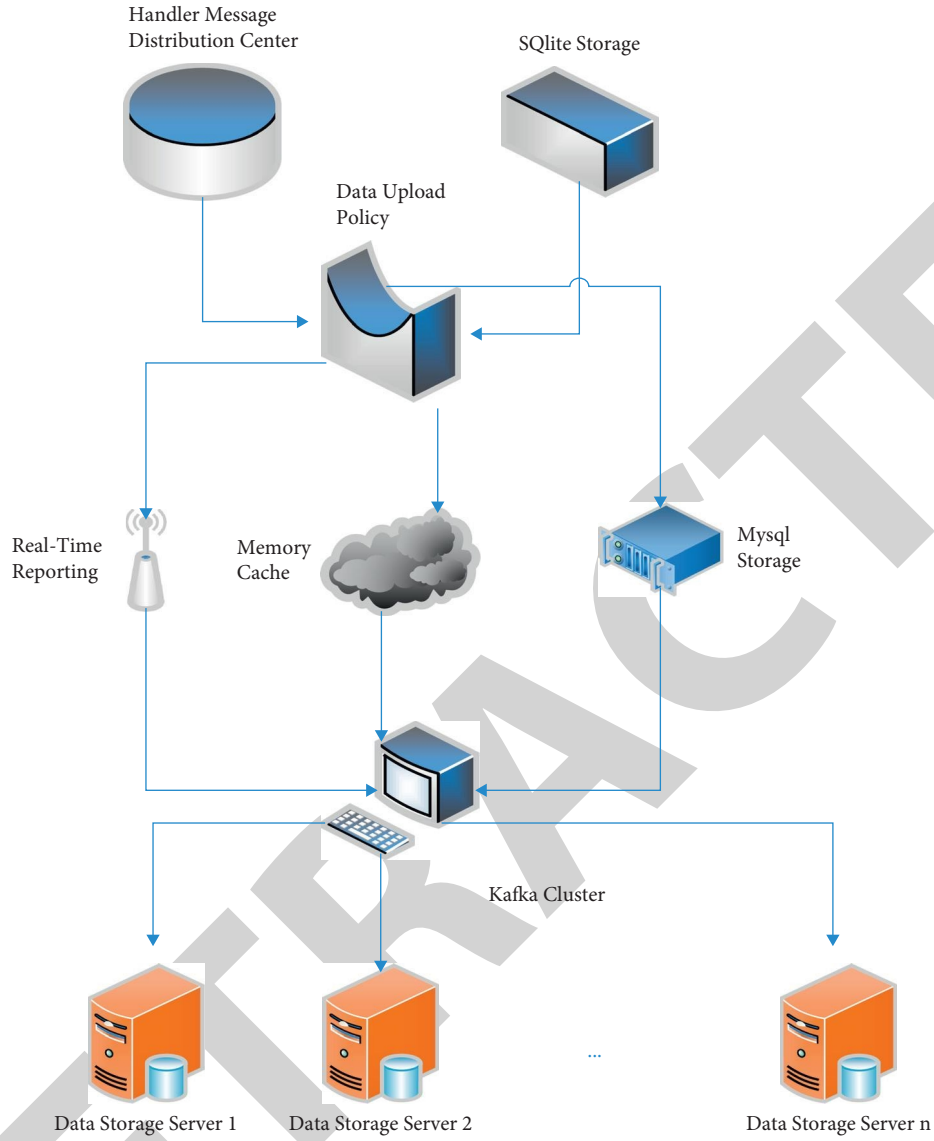 Handler Message
Distribution Center
SQlite Storage
Data Upload
Policy
Real-Time
Reporting
Memory
Cache
Mysql
Storage
Kafka Cluster
...
Data Storage Server 1
Data Storage Server 2
Data Storage Server n
TRACTE